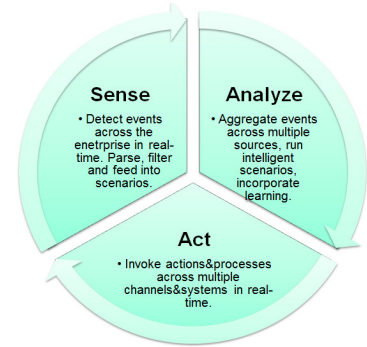 Sense
• Detect events
across the
enetrprise in real-
time. Parse, filter
and feed into
scenarios.
Analyze
• Aggregate events
across multiple
sources, run
intelligent
scenarios,
incorporate
learning.
Act
• Invoke actions&processes
across multiple
channels&systems in real-
time.